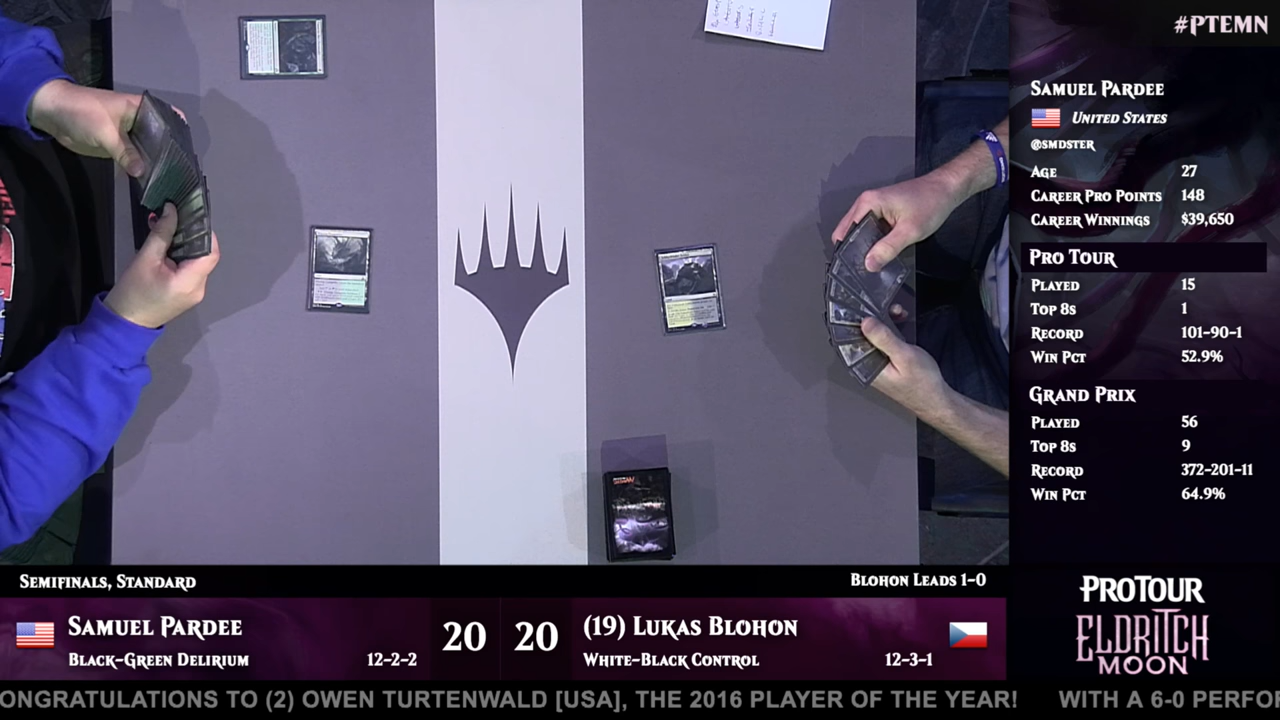 #PTEMN
Samuel Pardee
United States
@smdster
Age 27
Career Pro Points 148
Career Winnings $39,650
Pro Tour
Played 15
Top 8s 1
Record 101-90-1
Win Pct 52.9%
Grand Prix
Played 56
Top 8s 9
Record 372-201-11
Win Pct 64.9%
Semifinals, Standard
Blohon Leads 1-0
Samuel Pardee 20 20 (19) Lukas Blohon
Black-Green Delirium 12-2-2 White-Black Control 12-3-1
ProTour
Eldritch
Moon
ONGRATULATIONS TO (2) OWEN TURTENWALD [USA], THE 2016 PLAYER OF THE YEAR! WITH A 6-0 PERFO